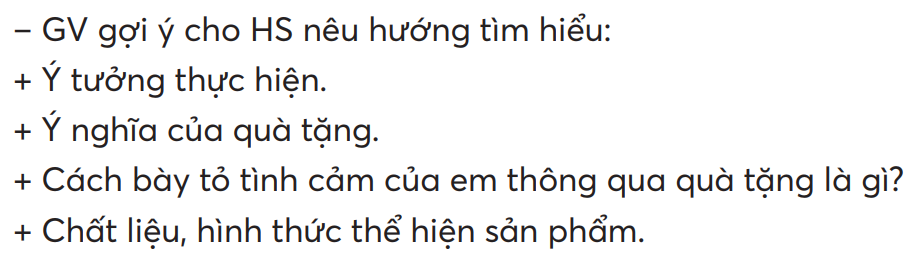 – GV gợi ý cho HS nêu hướng tìm hiểu:
+ Ý tưởng thực hiện.
+ Ý nghĩa của quà tặng.
+ Cách bày tỏ tình cảm của em thông qua quà tặng là gì?
+ Chất liệu, hình thức thể hiện sản phẩm.